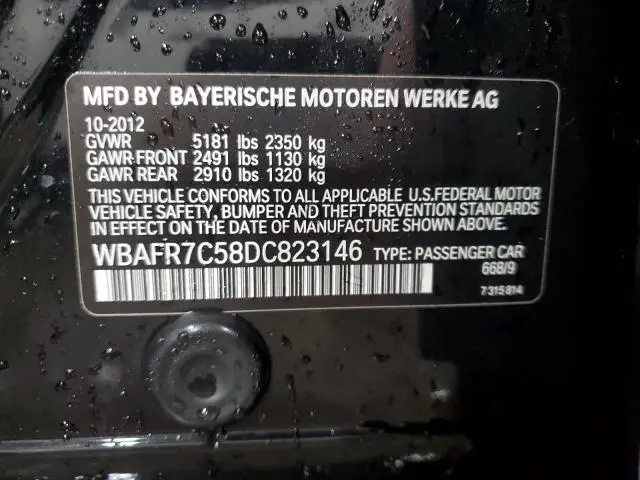 MFD BY BAYERISCHE MOTOREN WERKE AG
10-2012
GVWR 5181 lbs 2350 kg
GAWR FRONT 2491 lbs 1130 kg
GAWR REAR 2910 lbs 1320 kg
THIS VEHICLE CONFORMS TO ALL APPLICABLE U.S.FEDERAL MOTOR
VEHICLE SAFETY, BUMPER AND THEFT PREVENTION STANDARDS
IN EFFECT ON THE DATE OF MANUFACTURE SHOWN ABOVE.
WBAFR7C58DC823146 TYPE: PASSENGER CAR
668/9
7 315 814